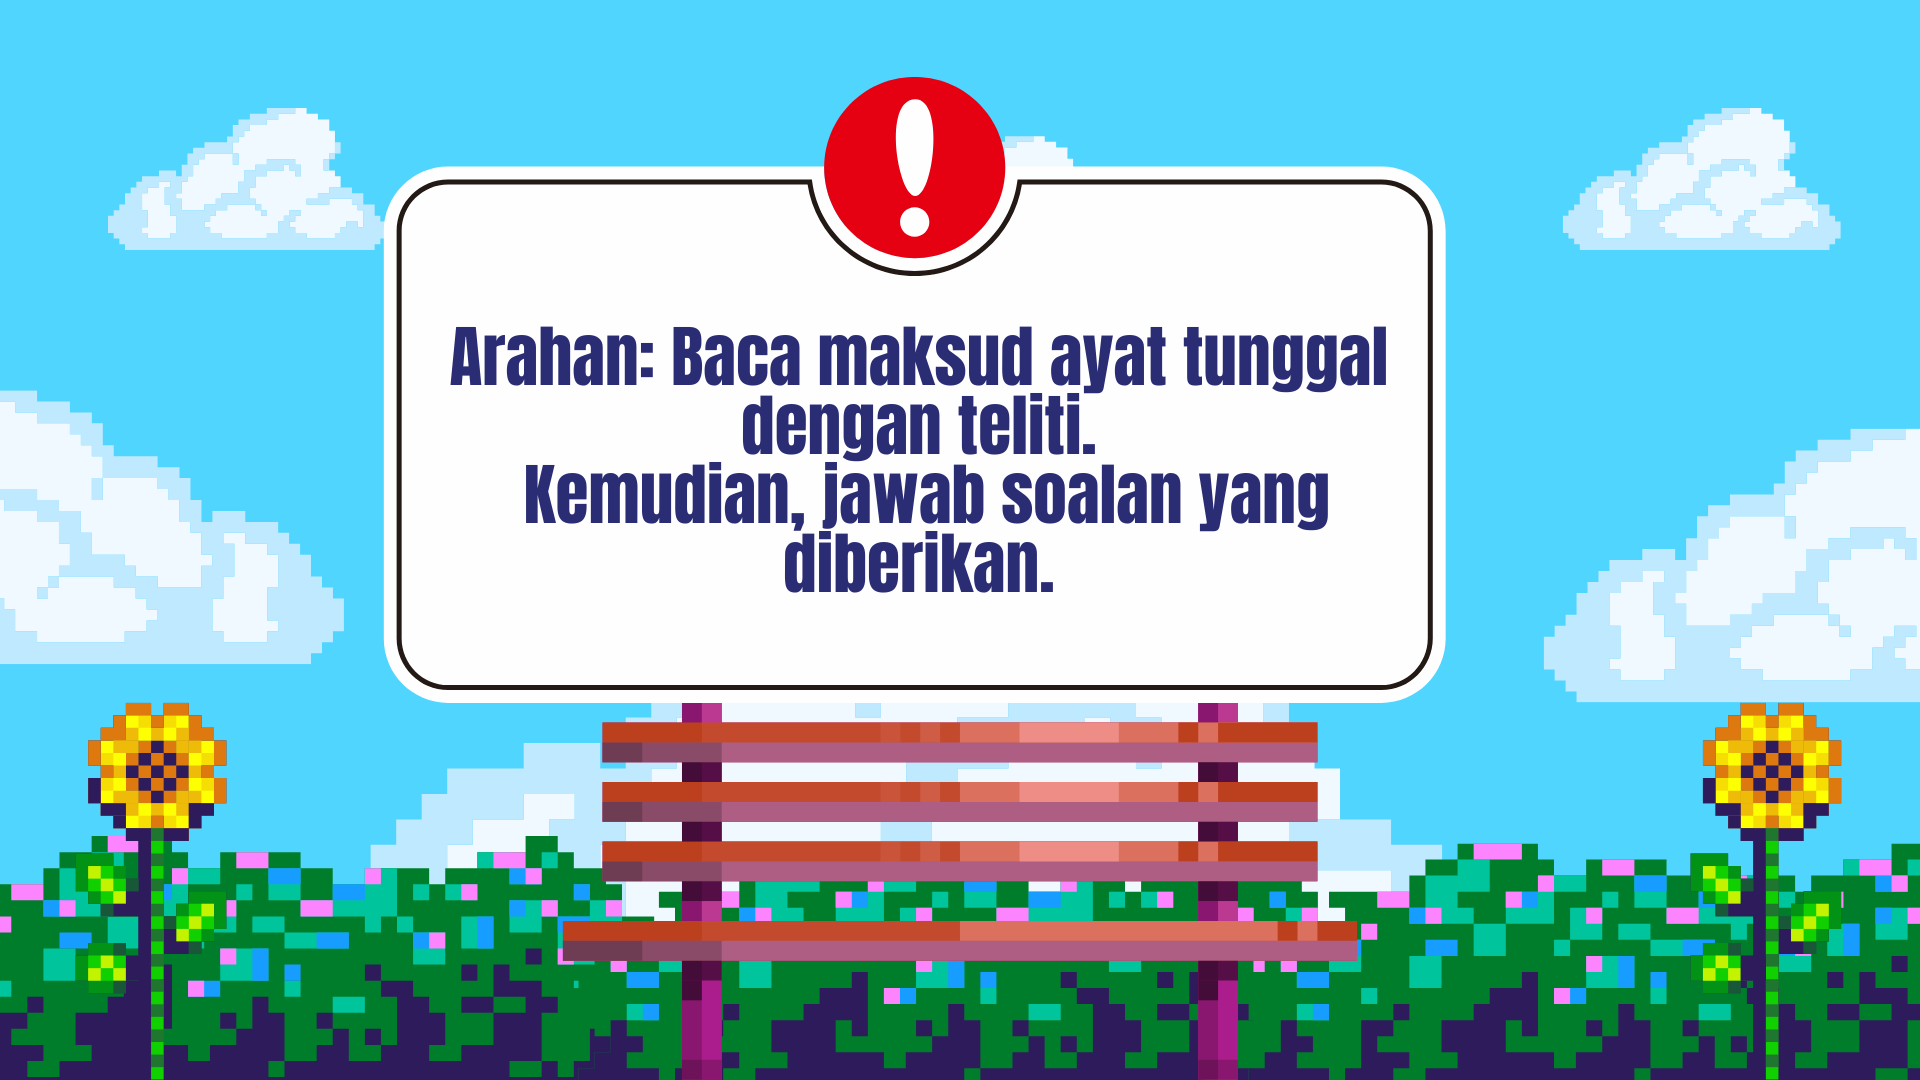 Arahan: Baca maksud ayat tunggal
dengan teliti.
Kemudian, jawab soalan yang
diberikan.